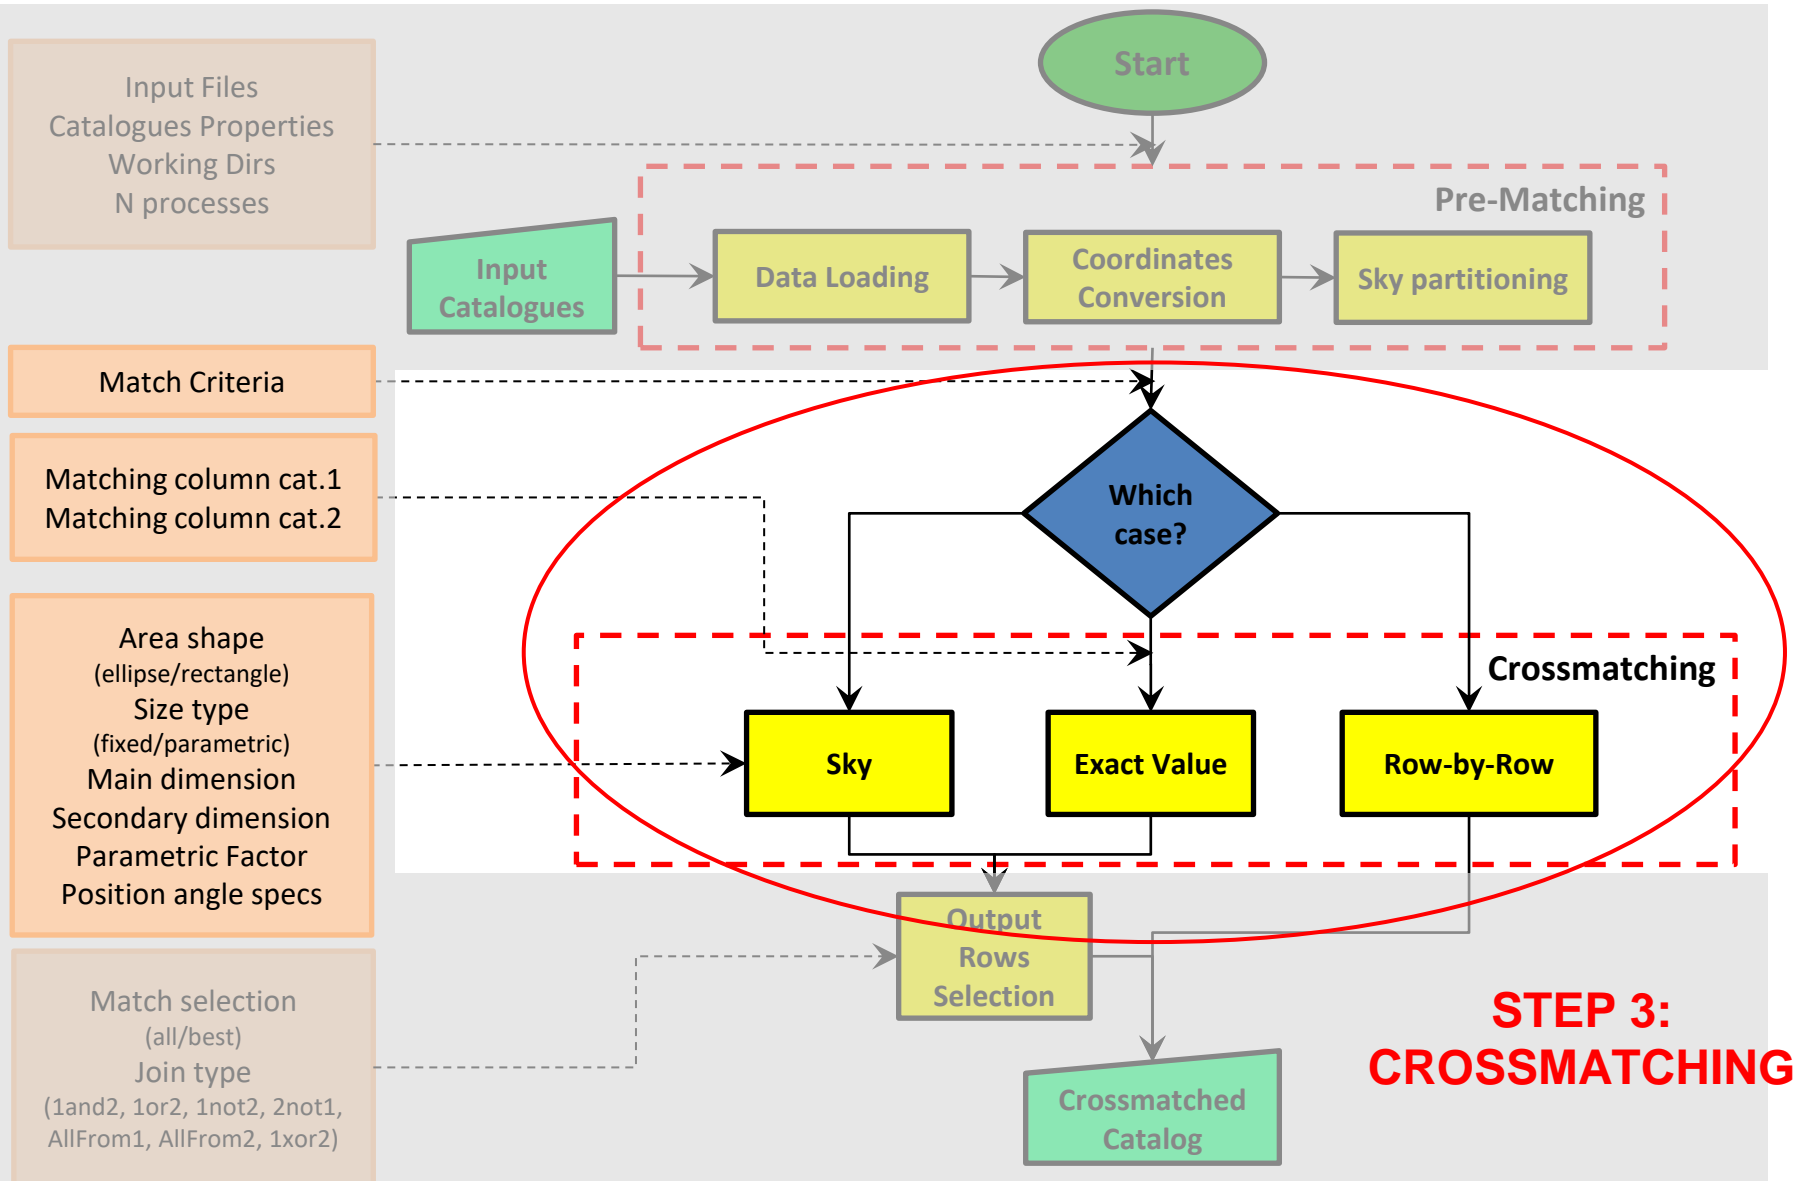 Input Files
Catalogues Properties
Working Dirs
N processes
Start
Pre-Matching
Input
Catalogues
Data Loading
Coordinates
Conversion
Sky partitioning
Match Criteria
Matching column cat.1
Matching column cat.2
Which
case?
Crossmatching
Area shape
(ellipse/rectangle)
Size type
(fixed/parametric)
Main dimension
Secondary dimension
Parametric Factor
Position angle specs
Sky
Exact Value
Row-by-Row
Output
Rows
Selection
Match selection
(all/best)
Join type
(1and2, 1or2, 1not2, 2not1,
AllFrom1, AllFrom2, 1xor2)
Crossmatched
Catalog
STEP 3:
CROSSMATCHING